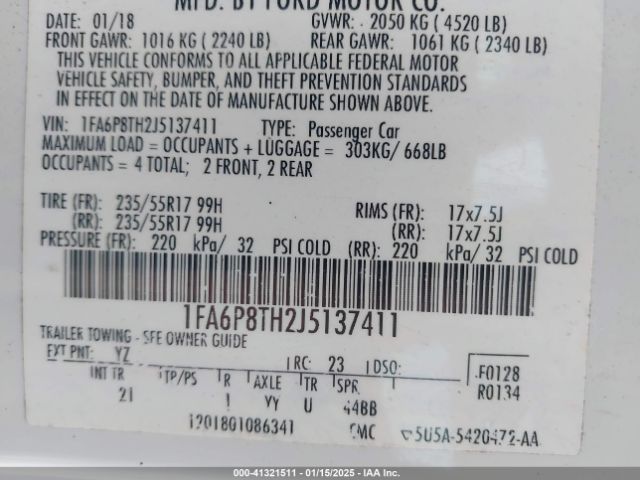 MFD. BY FORD MOTOR CO.
DATE: 01/18 GVWR: 2050 KG ( 4520 LB)
FRONT GAWR: 1016 KG ( 2240 LB) REAR GAWR: 1061 KG ( 2340 LB)
THIS VEHICLE CONFORMS TO ALL APPLICABLE FEDERAL MOTOR
VEHICLE SAFETY, BUMPER, AND THEFT PREVENTION STANDARDS
IN EFFECT ON THE DATE OF MANUFACTURE SHOWN ABOVE.
VIN: 1FA6P8TH2J5137411 TYPE: Passenger Car
MAXIMUM LOAD = OCCUPANTS + LUGGAGE = 303KG/ 668LB
OCCUPANTS = 4 TOTAL; 2 FRONT, 2 REAR
TIRE (FR): 235/55R17 99H RIMS (FR): 17x7.5J
(RR): 235/55R17 99H (RR): 17x7.5J
PRESSURE (FR): 220 kPa/ 32 PSI COLD (RR): 220 kPa/ 32 PSI COLD
1FA6P8TH2J5137411
TRAILER TOWING - SEE OWNER GUIDE
EXT PNT: YZ RC: 23 DSO: F0128
INT TR TP/PS R AXLE TR SPR R0134
21 YY U 44BB
5U5A-5420472-AA
000-41321511 - 01/15/2025 - IAA Inc.